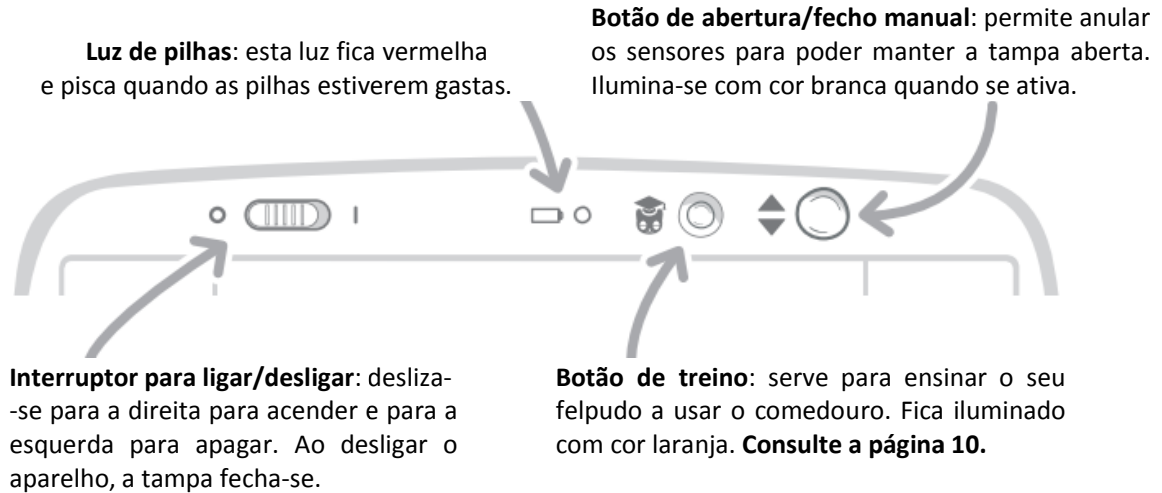 Luz de pilhas: esta luz fica vermelha
e pisca quando as pilhas estiverem gastas.
Botão de abertura/fecho manual: permite anular
os sensores para poder manter a tampa aberta.
Ilumina-se com cor branca quando se ativa.
Interruptor para ligar/desligar: desliza-
-se para a direita para acender e para a
esquerda para apagar. Ao desligar o
aparelho, a tampa fecha-se.
Botão de treino: serve para ensinar o seu
felpudo a usar o comedouro. Fica iluminado
com cor laranja. Consulte a página 10.